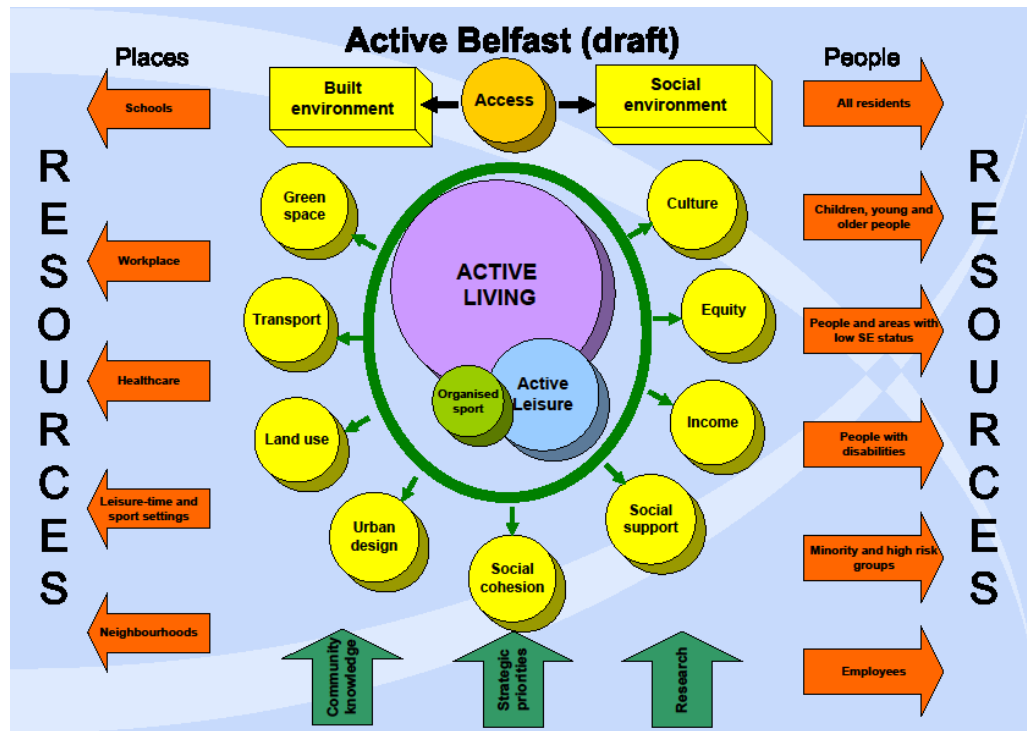 Active Belfast (draft)
Places
People
Built
environment
Access
Social
environment
Schools
All residents
RESOURCES
RESOURCES
Green
space
Culture
Children, young and
older people
Workplace
ACTIVE
LIVING
Transport
Equity
People and areas with
low SE status
Healthcare
Organised
sport
Active
Leisure
Land use
Income
People with
disabilities
Leisure-time and
sport settings
Urban
design
Social
cohesion
Social
support
Minority and high risk
groups
Neighbourhoods
Community
knowledge
Strategic
priorities
Research
Employees